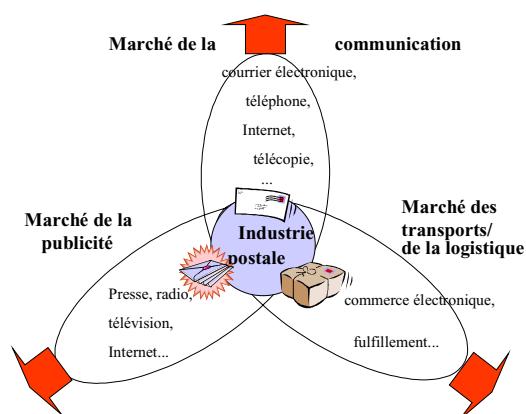 Marché de la communication
courrier électronique,
téléphone,
Internet,
télécopie,
...
Marché de la
publicité
Marché des
transports/
de la logistique
Industrie
postale
Presse, radio,
télévision,
Internet...
commerce électronique,
fulfillement...